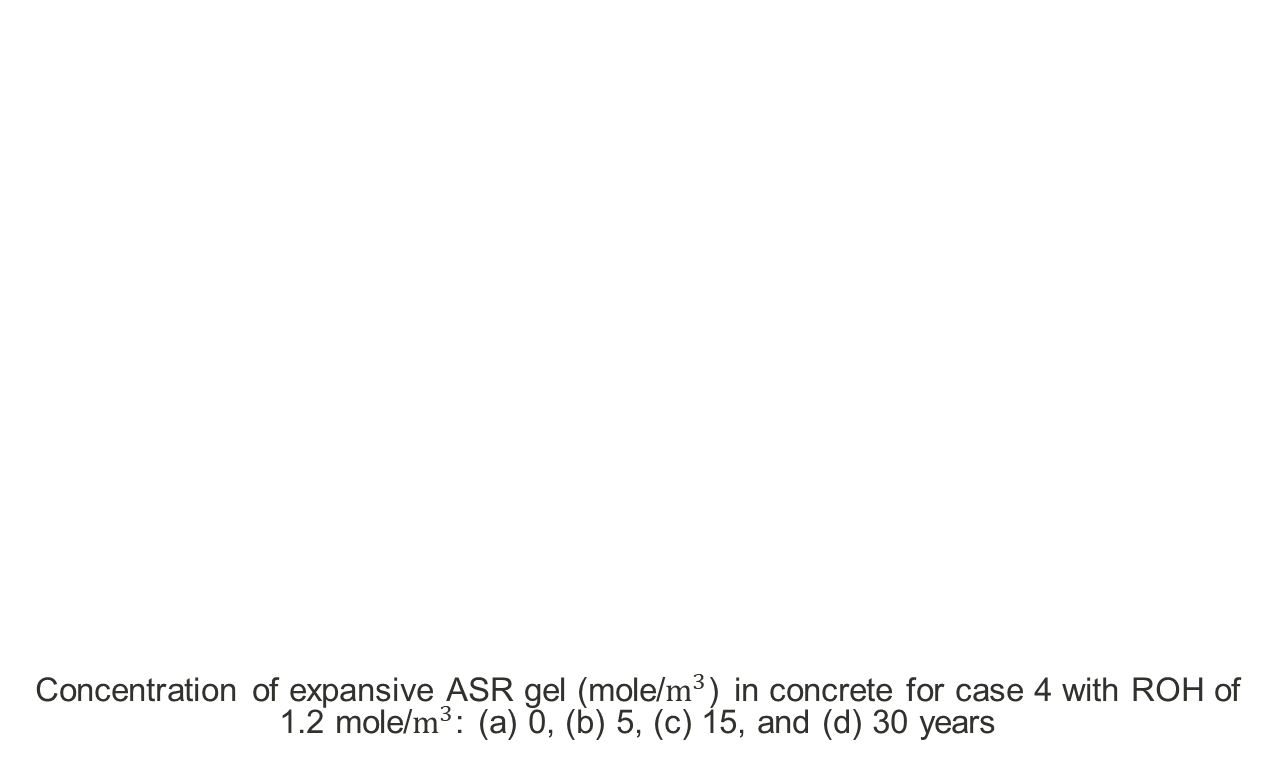 Concentration of expansive ASR gel (mole/m³) in concrete for case 4 with ROH of
1.2 mole/m³: (a) 0, (b) 5, (c) 15, and (d) 30 years